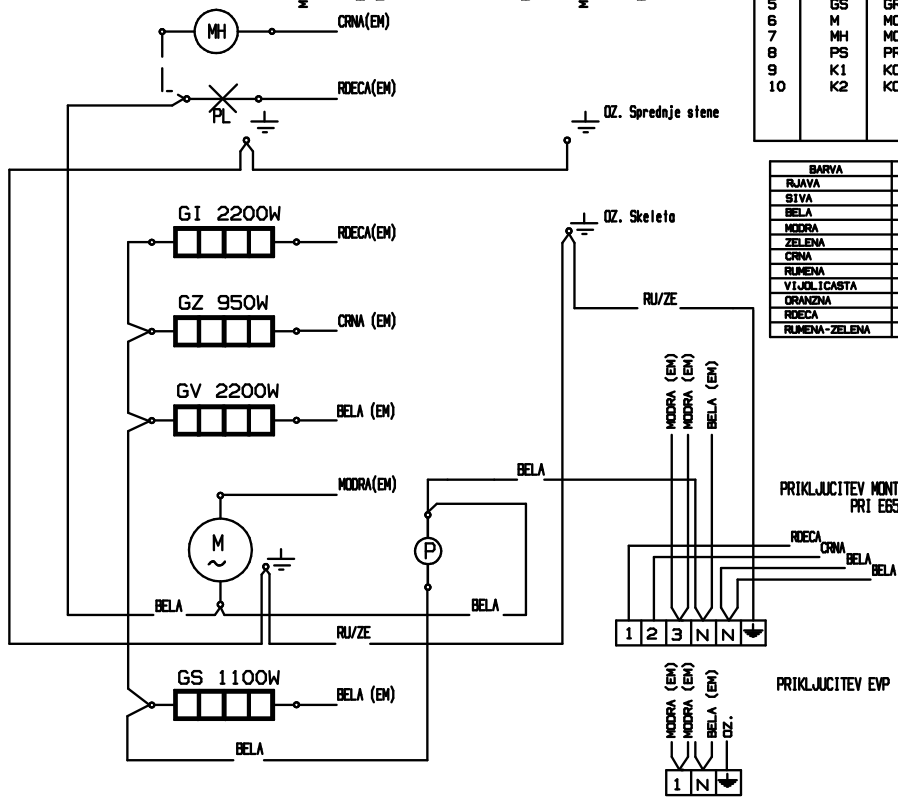 MH
CRNA(EM)
RDECA(EM)
PL
OZ. Sprednje stene
5 GS
6 M
7 MH
8 PS
9 K1
10 K2
BARVA
RJAVA
SIVA
BELA
MODRA
ZELENA
CRNA
RUMENA
VIJOLICASTA
ORANZNA
RDECA
RUMENA-ZELENA
GI 2200W
RDECA(EM)
OZ. Skeleta
GZ 950W
CRNA (EM)
RU/ZE
GV 2200W
BELA (EM)
MODRA (EM)
MODRA (EM)
BELA (EM)
BELA
MODRA(EM)
M
~
P
PRIKLJUCITEV
PRI
RDECA
CRNA
BELA
BELA
BELA
BELA
RU/ZE
1 2 3 N N
GS 1100W
BELA (EM)
BELA
MODRA (EM)
MODRA (EM)
BELA (EM)
OZ.
PRIKLJUCITEV EVP
1 N